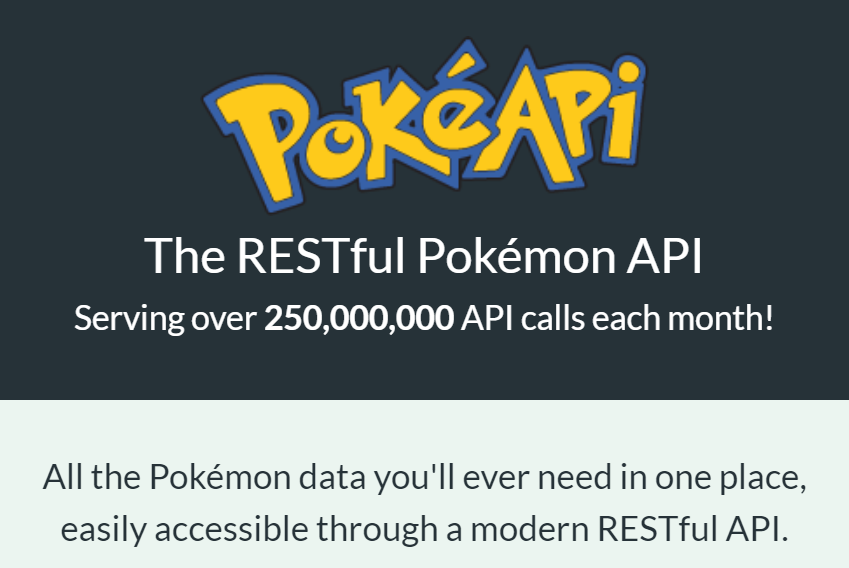 PokéApi
The RESTful Pokémon API
Serving over 250,000,000 API calls each month!
All the Pokémon data you'll ever need in one place,
easily accessible through a modern RESTful API.